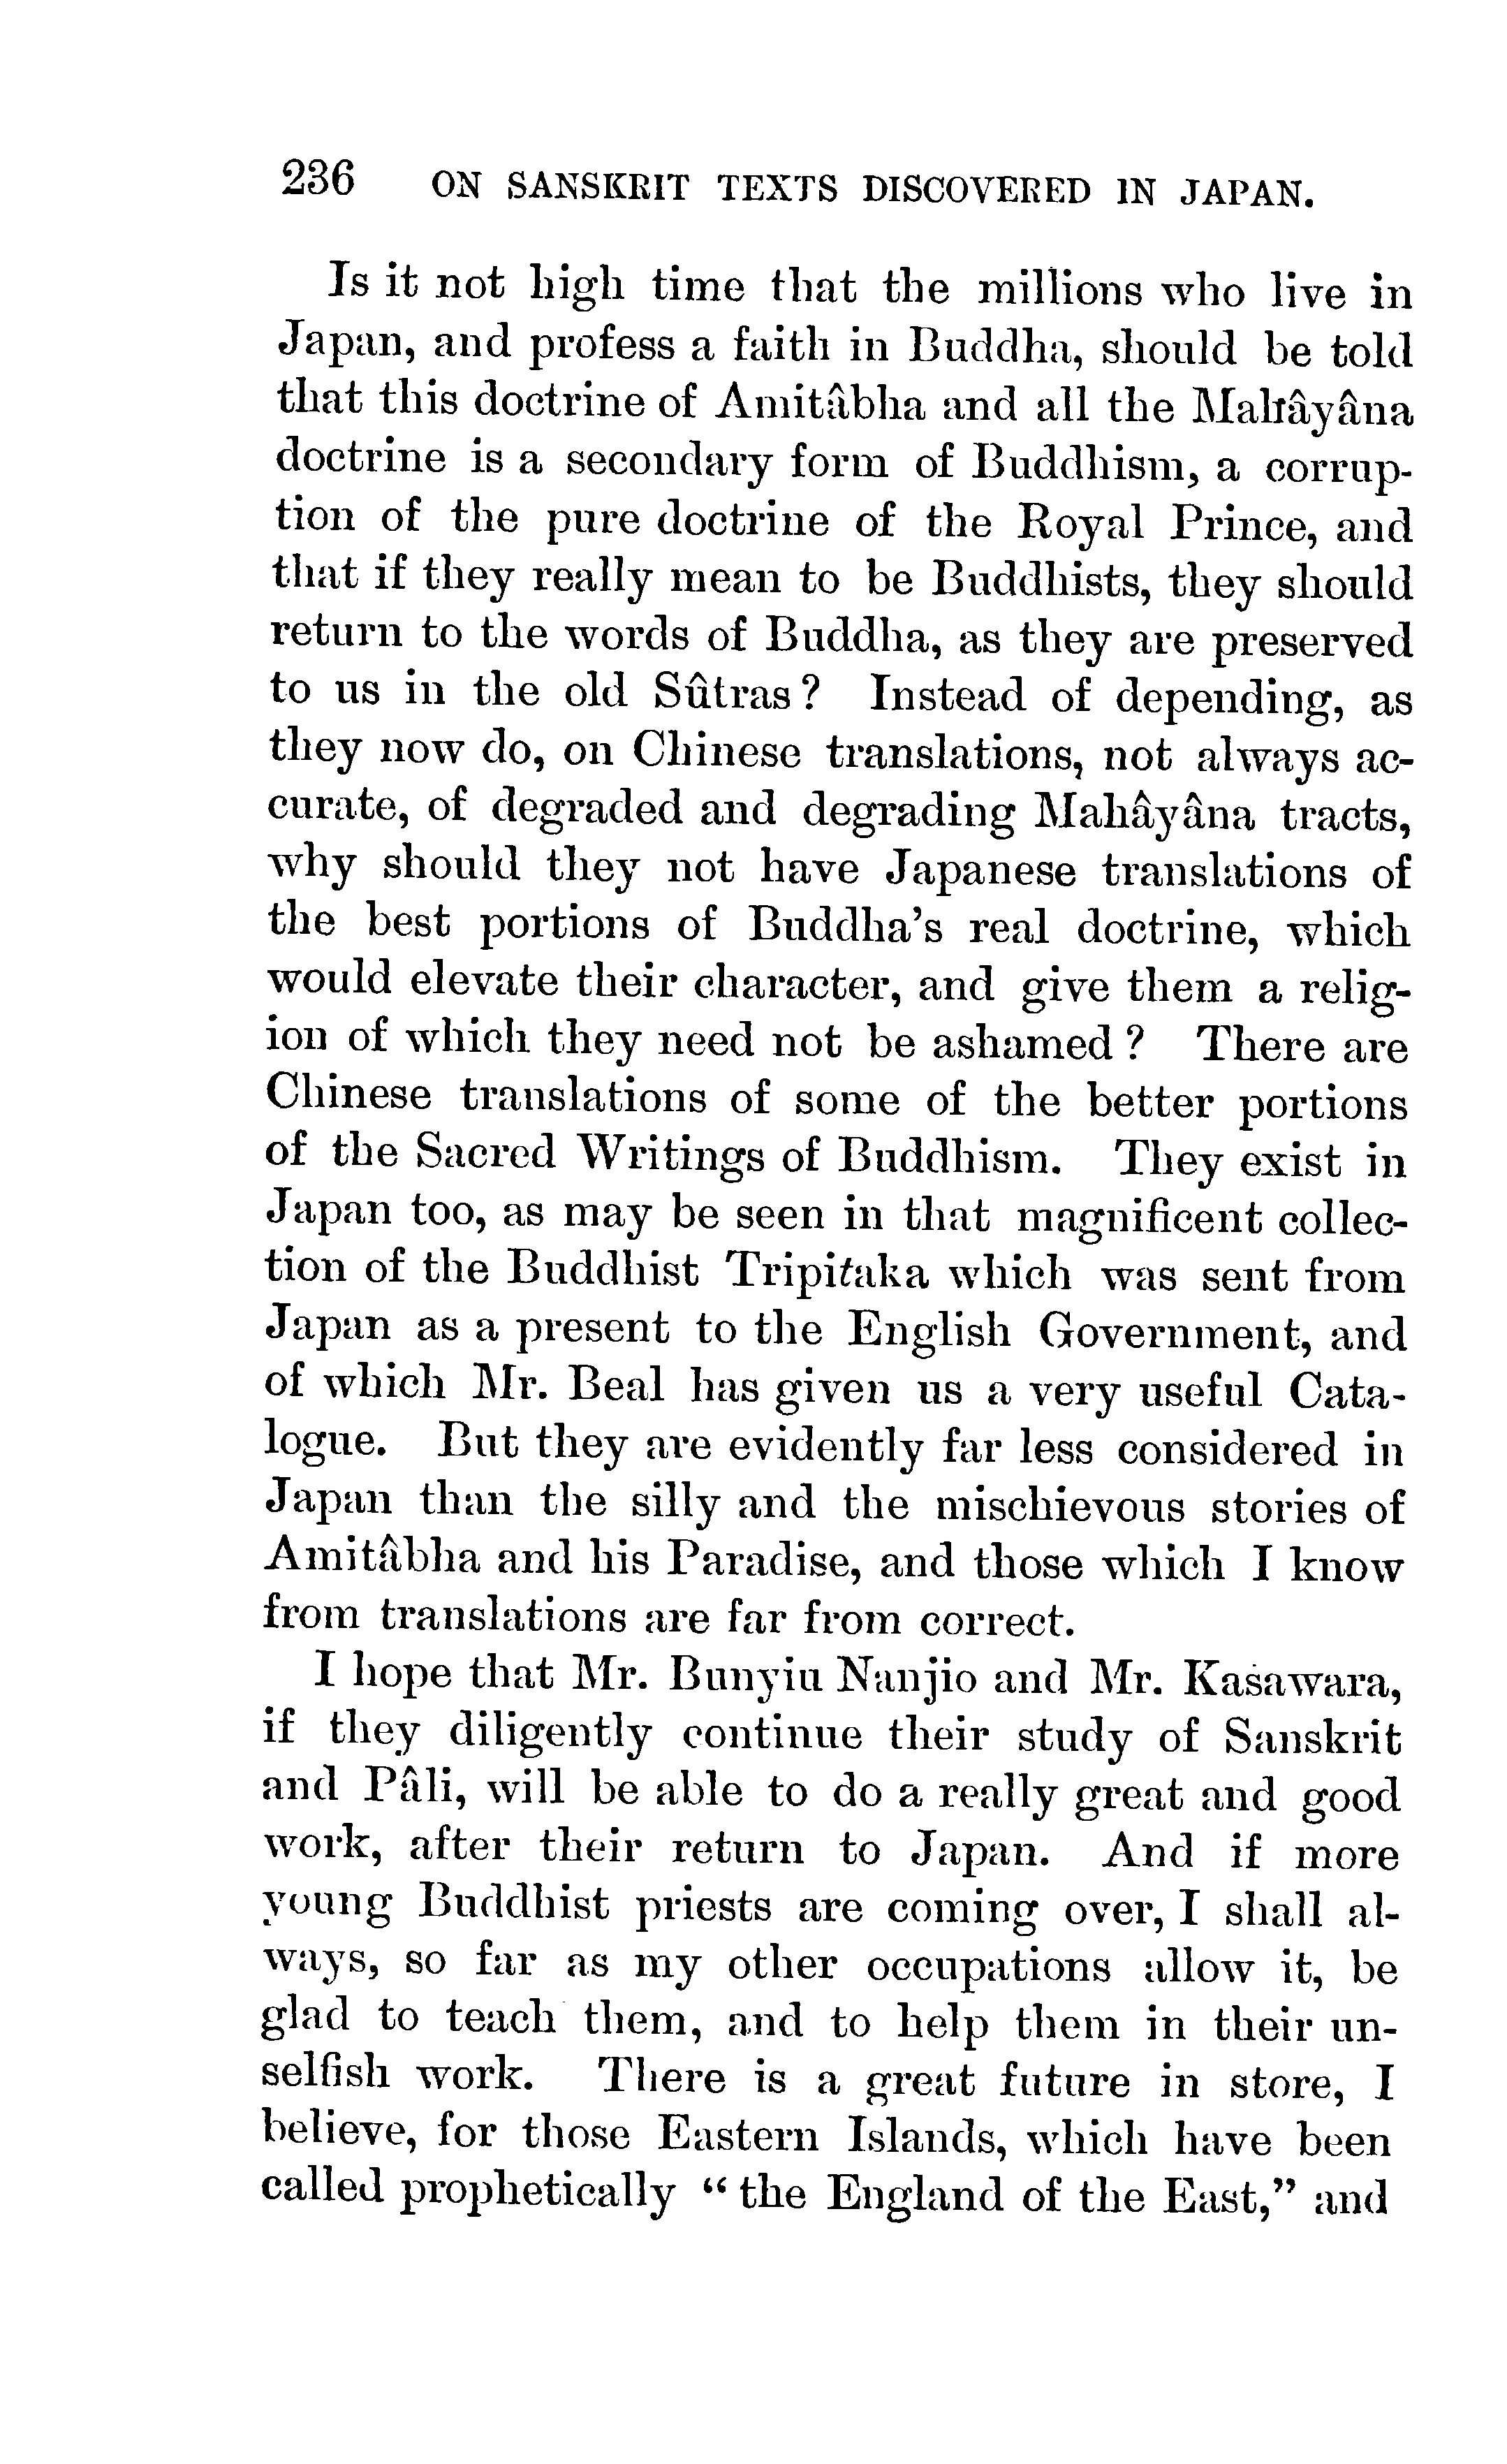 236 ON SANSKRIT TEXTS DISCOVERED IN JAPAN.
Is it not high time that the millions who live in
Japan, and profess a faith in Buddha, should be told
that this doctrine of Amitâbha and all the Mahâyâna
doctrine is a secondary form of Buddhism, a corrup-
tion of the pure doctrine of the Royal Prince, and
that if they really mean to be Buddhists, they should
return to the words of Buddha, as they are preserved
to us in the old Sûtras? Instead of depending, as
they now do, on Chinese translations, not always ac-
curate, of degraded and degrading Mahâyâna tracts,
why should they not have Japanese translations of
the best portions of Buddha's real doctrine, which
would elevate their character, and give them a relig-
ion of which they need not be ashamed? There are
Chinese translations of some of the better portions
of the Sacred Writings of Buddhism. They exist in
Japan too, as may be seen in that magnificent collec-
tion of the Buddhist Tripitaka which was sent from
Japan as a present to the English Government, and
of which Mr. Beal has given us a very useful Cata-
logue. But they are evidently far less considered in
Japan than the silly and the mischievous stories of
Amitâbha and his Paradise, and those which I know
from translations are far from correct.
I hope that Mr. Bunyiu Nanjio and Mr. Kasawara,
if they diligently continue their study of Sanskrit
and Pâli, will be able to do a really great and good
work, after their return to Japan. And if more
young Buddhist priests are coming over, I shall al-
ways, so far as my other occupations allow it, be
glad to teach them, and to help them in their un-
selfish work. There is a great future in store, I
believe, for those Eastern Islands, which have been
called prophetically "the England of the East," and